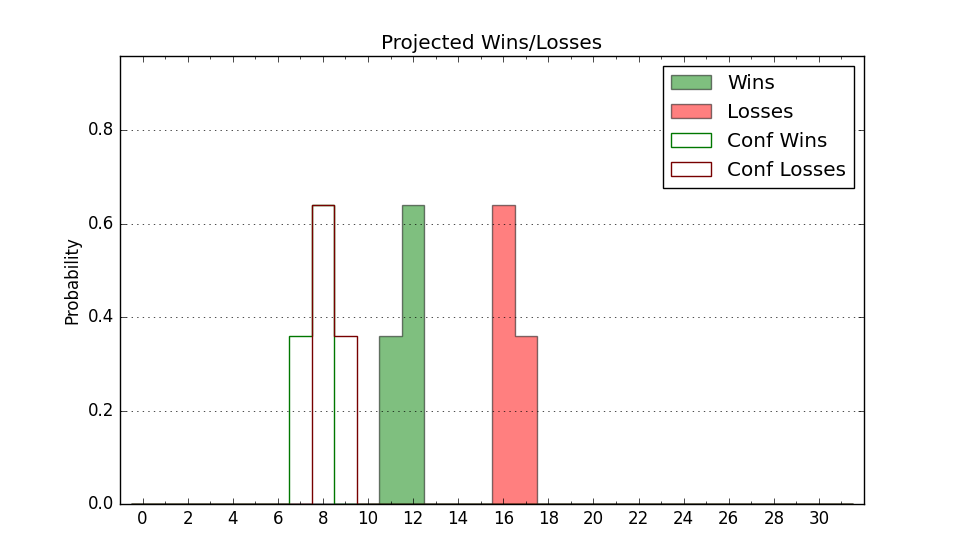 Projected Wins/Losses
Wins
Losses
Conf Wins
Conf Losses
Probability
0.8
0.6
0.4
0.2
0.0
0 2 4 6 8 10 12 14 16 18 20 22 24 26 28 30